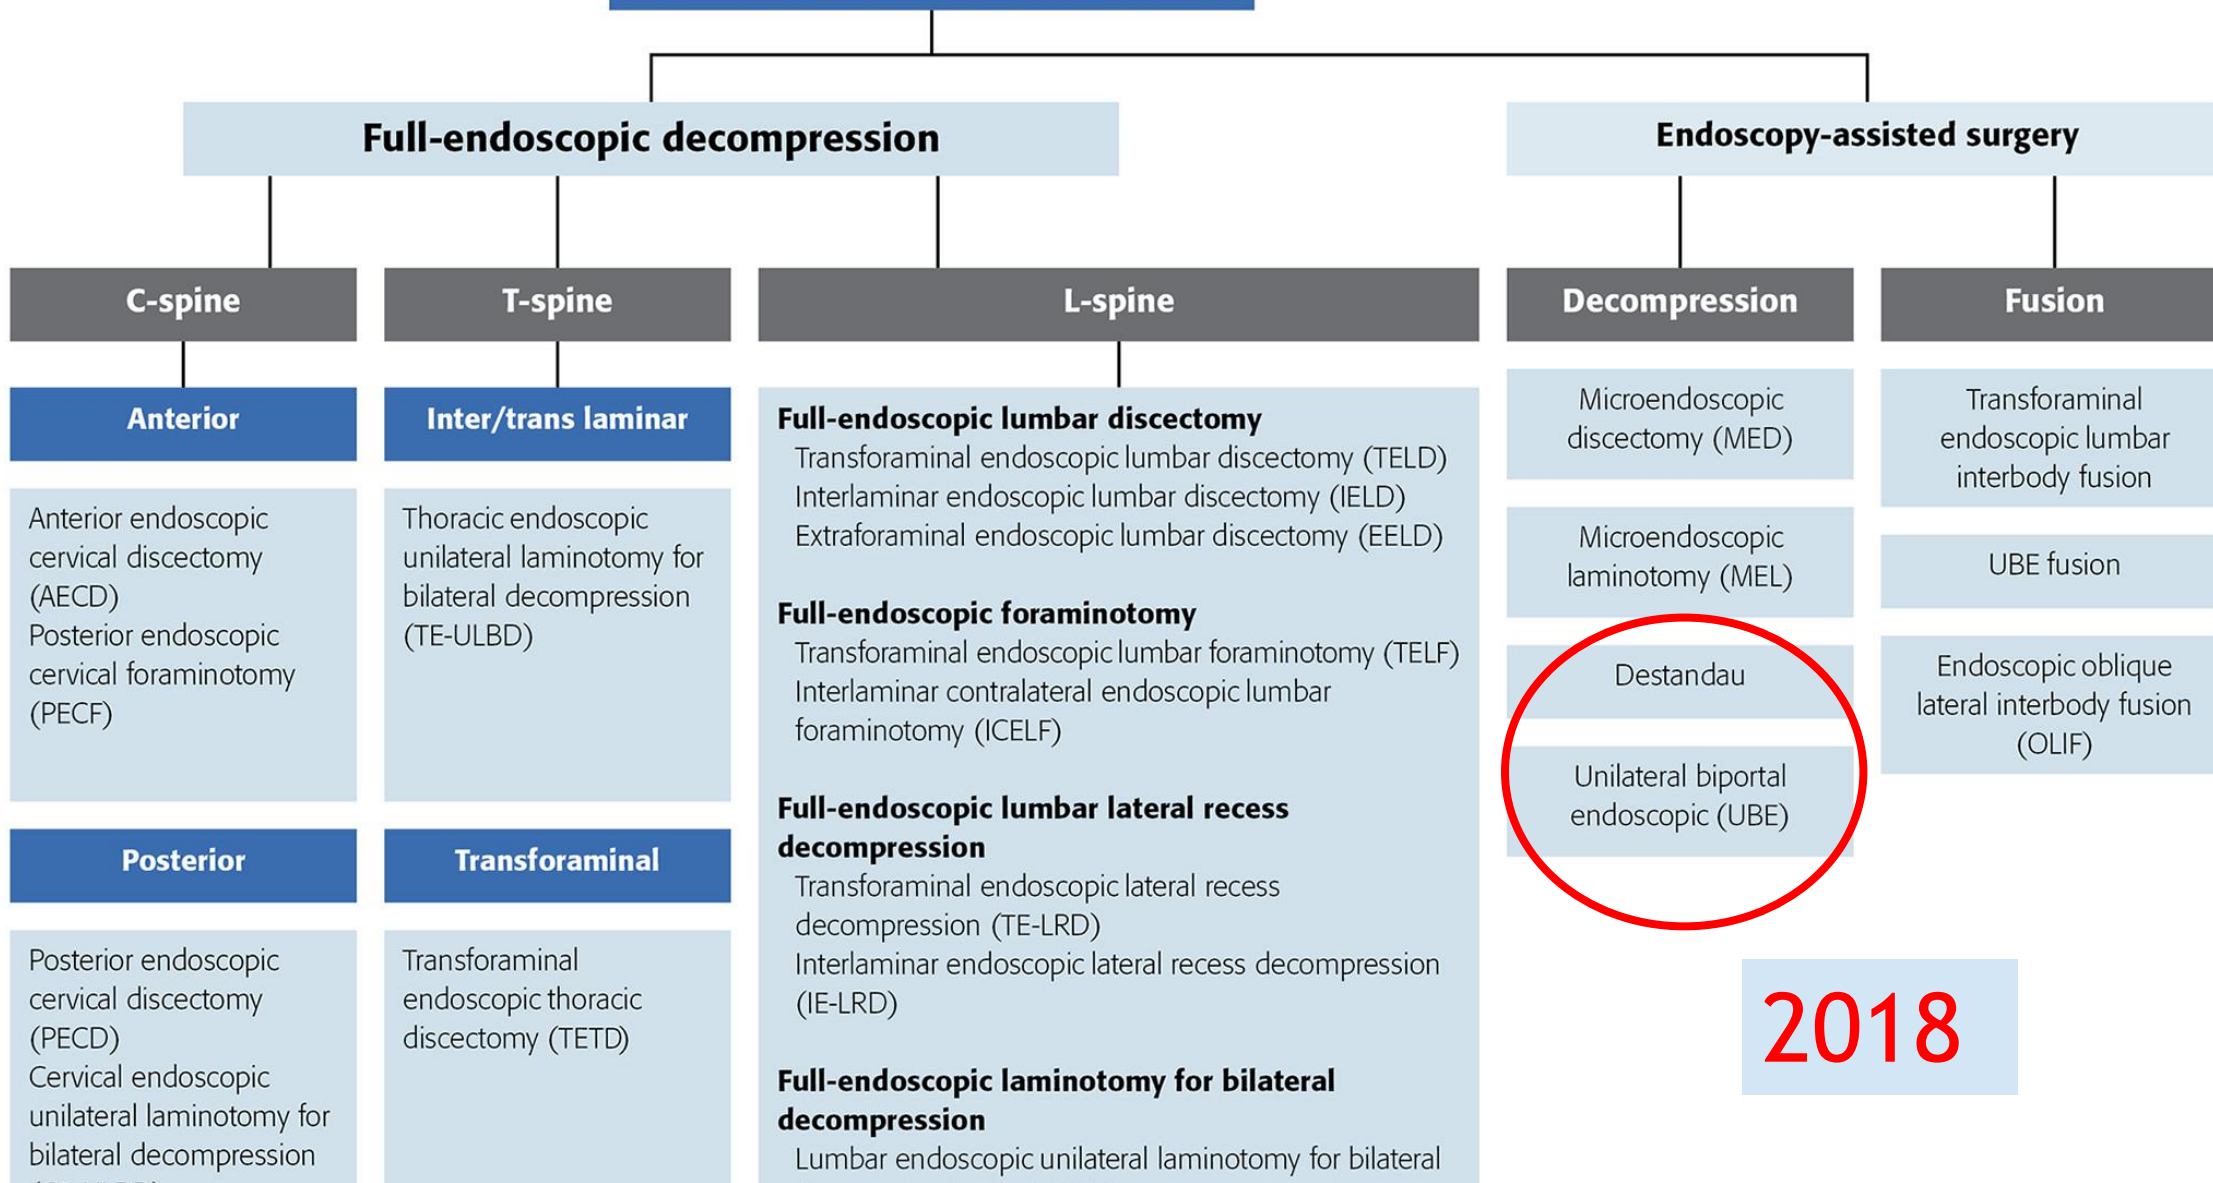 Full-endoscopic decompression
Endoscopy-assisted surgery
C-spine
T-spine
L-spine
Decompression
Fusion
Anterior
Anterior endoscopic
cervical discectomy
(AECD)
Posterior endoscopic
cervical foraminotomy
(PECF)
Posterior
Posterior endoscopic
cervical discectomy
(PECD)
Cervical endoscopic
unilateral laminotomy for
bilateral decompression
Inter/trans laminar
Thoracic endoscopic
unilateral laminotomy for
bilateral decompression
(TE-ULBD)
Transforaminal
Transforaminal
endoscopic thoracic
discectomy (TETD)
Full-endoscopic lumbar discectomy
Transforaminal endoscopic lumbar discectomy (TELD)
Interlaminar endoscopic lumbar discectomy (IELD)
Extraforaminal endoscopic lumbar discectomy (EELD)
Full-endoscopic foraminotomy
Transforaminal endoscopic lumbar foraminotomy (TELF)
Interlaminar contralateral endoscopic lumbar
foraminotomy (ICELF)
Full-endoscopic lumbar lateral recess
decompression
Transforaminal endoscopic lateral recess
decompression (TE-LRD)
Interlaminar endoscopic lateral recess decompression
(IE-LRD)
Full-endoscopic laminotomy for bilateral
decompression
Lumbar endoscopic unilateral laminotomy for bilateral
Microendoscopic
discectomy (MED)
Microendoscopic
laminotomy (MEL)
Destandau
Unilateral biportal
endoscopic (UBE)
Transforaminal
endoscopic lumbar
interbody fusion
UBE fusion
Endoscopic oblique
lateral interbody fusion
(OLIF)
2018